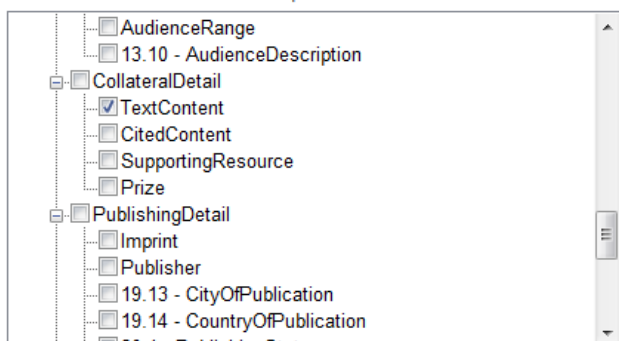 AudienceRange
13.10 - AudienceDescription
CollateralDetail
TextContent
CitedContent
SupportingResource
Prize
PublishingDetail
Imprint
Publisher
19.13 - CityOfPublication
19.14 - CountryOfPublication